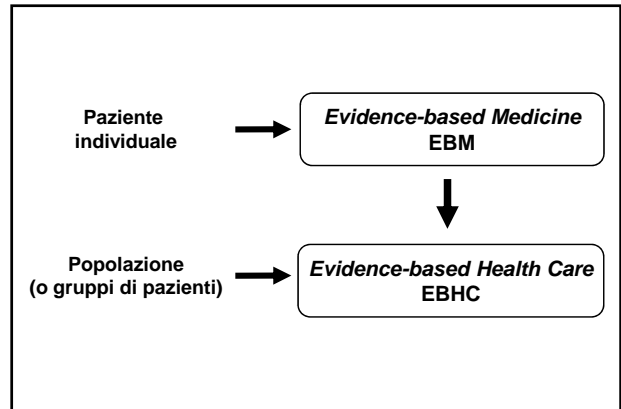 Paziente
individuale
Evidence-based Medicine
EBM
Popolazione
(o gruppi di pazienti)
Evidence-based Health Care
EBHC